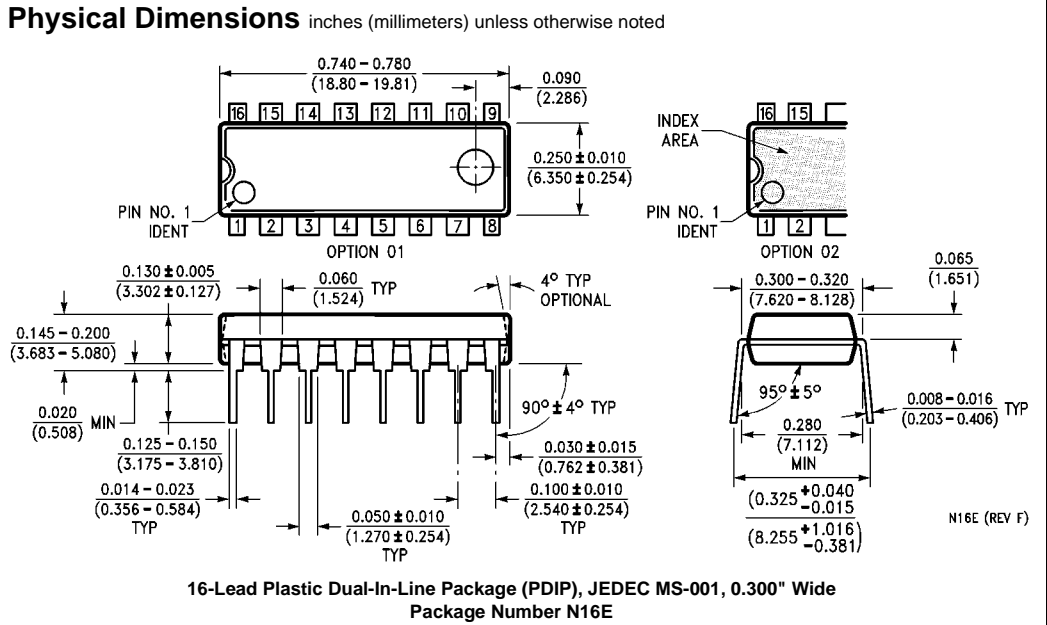 Physical Dimensions inches (millimeters) unless otherwise noted
0.740 – 0.780
(18.80 – 19.81)
0.090
(2.286)
16 15 14 13 12 11 10 9
16 15
INDEX
AREA
0.250 ± 0.010
(6.350 ± 0.254)
PIN NO. 1
IDENT
PIN NO. 1
IDENT
1 2 3 4 5 6 7 8
1 2
OPTION 01
OPTION 02
0.065
(1.651)
0.130 ± 0.005
(3.302 ± 0.127)
0.060
(1.524)
TYP
4° TYP
OPTIONAL
0.300 – 0.320
(7.620 – 8.128)
0.145 – 0.200
(3.683 – 5.080)
95° ± 5°
90° ± 4° TYP
0.008 – 0.016
(0.203 – 0.406)
TYP
0.020
(0.508)
MIN
0.280
(7.112)
MIN
0.125 – 0.150
(3.175 – 3.810)
0.030 ± 0.015
(0.762 ± 0.381)
0.014 – 0.023
(0.356 – 0.584)
TYP
0.100 ± 0.010
(2.540 ± 0.254)
TYP
0.050 ± 0.010
(1.270 ± 0.254)
TYP
(0.325 +0.040
–0.015
(8.255 +1.016
–0.381)
N16E (REV F)
16-Lead Plastic Dual-In-Line Package (PDIP), JEDEC MS-001, 0.300" Wide
Package Number N16E